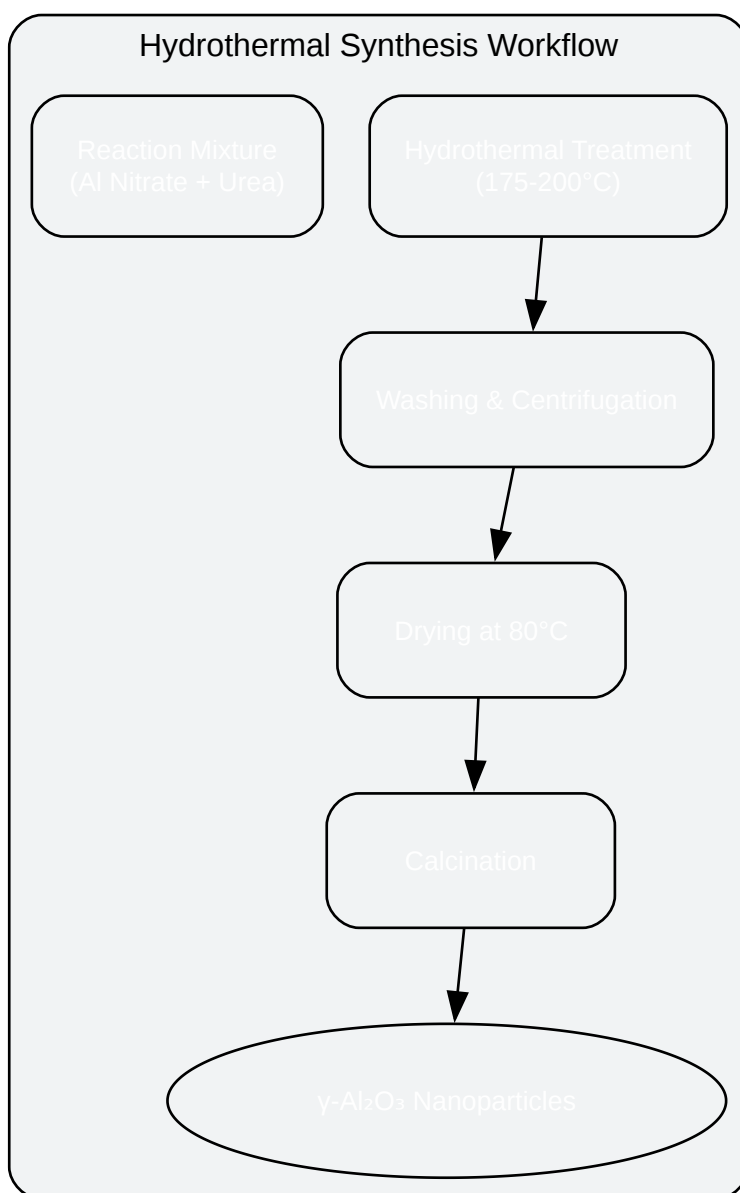 Hydrothermal Synthesis Workflow
Reaction Mixture
(Al Nitrate + Urea)
Hydrothermal Treatment
(175-200°C)
Washing & Centrifugation
Drying at 80°C
Calcination
γ-Al₂O₃ Nanoparticles